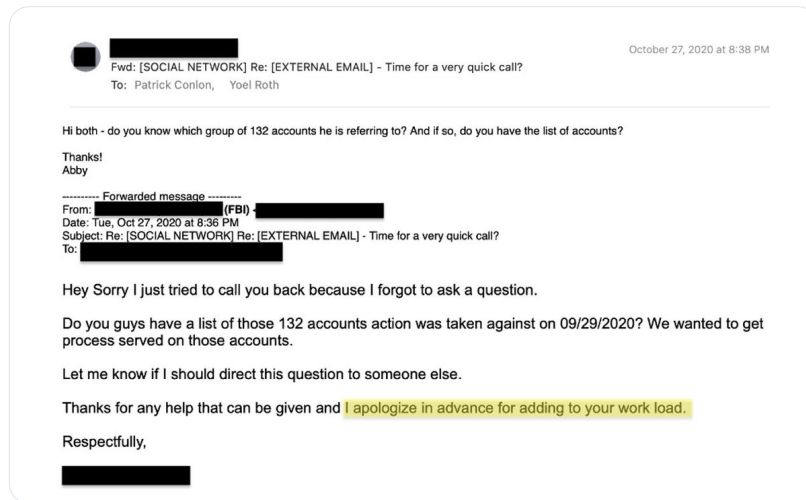 October 27, 2020 at 8:38 PM
Fwd: [SOCIAL NETWORK] Re: [EXTERNAL EMAIL] - Time for a very quick call?
To: Patrick Conlon, Yoel Roth
Hi both - do you know which group of 132 accounts he is referring to? And if so, do you have the list of accounts?
Thanks!
Abby
---------- Forwarded message ---------
From: (FBI) -
Date: Tue, Oct 27, 2020 at 8:36 PM
Subject: Re: [SOCIAL NETWORK] Re: [EXTERNAL EMAIL] - Time for a very quick call?
To:
Hey Sorry I just tried to call you back because I forgot to ask a question.
Do you guys have a list of those 132 accounts action was taken against on 09/29/2020? We wanted to get
process served on those accounts.
Let me know if I should direct this question to someone else.
Thanks for any help that can be given and I apologize in advance for adding to your work load.
Respectfully,